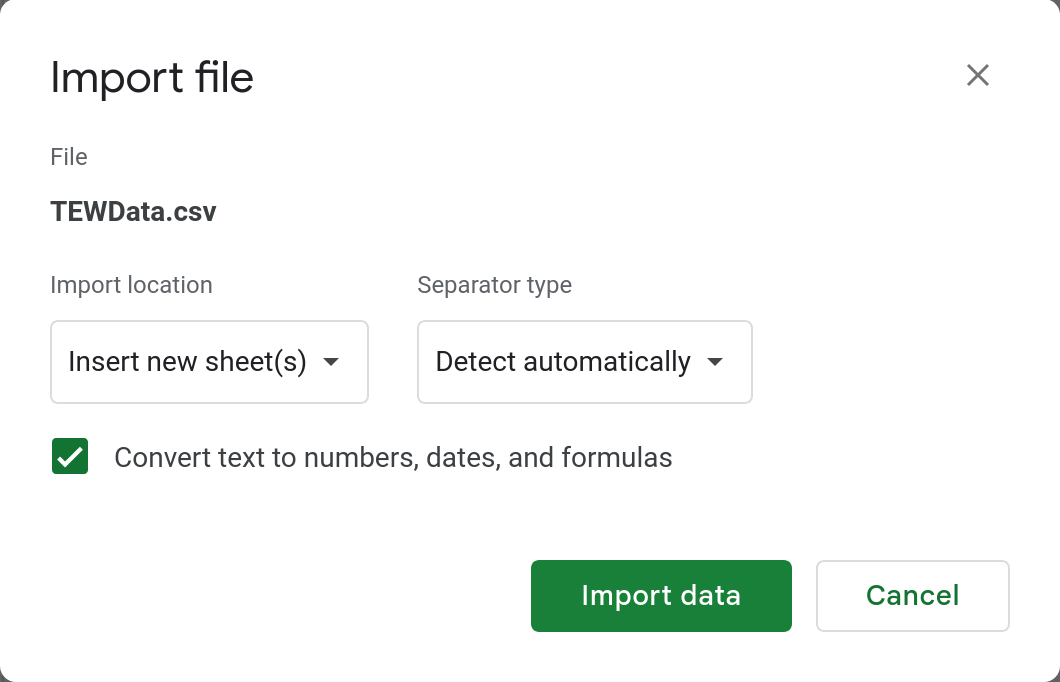 Import file
File
TEWData.csv
Import location
Separator type
Insert new sheet(s)
Detect automatically
Convert text to numbers, dates, and formulas
Import data
Cancel